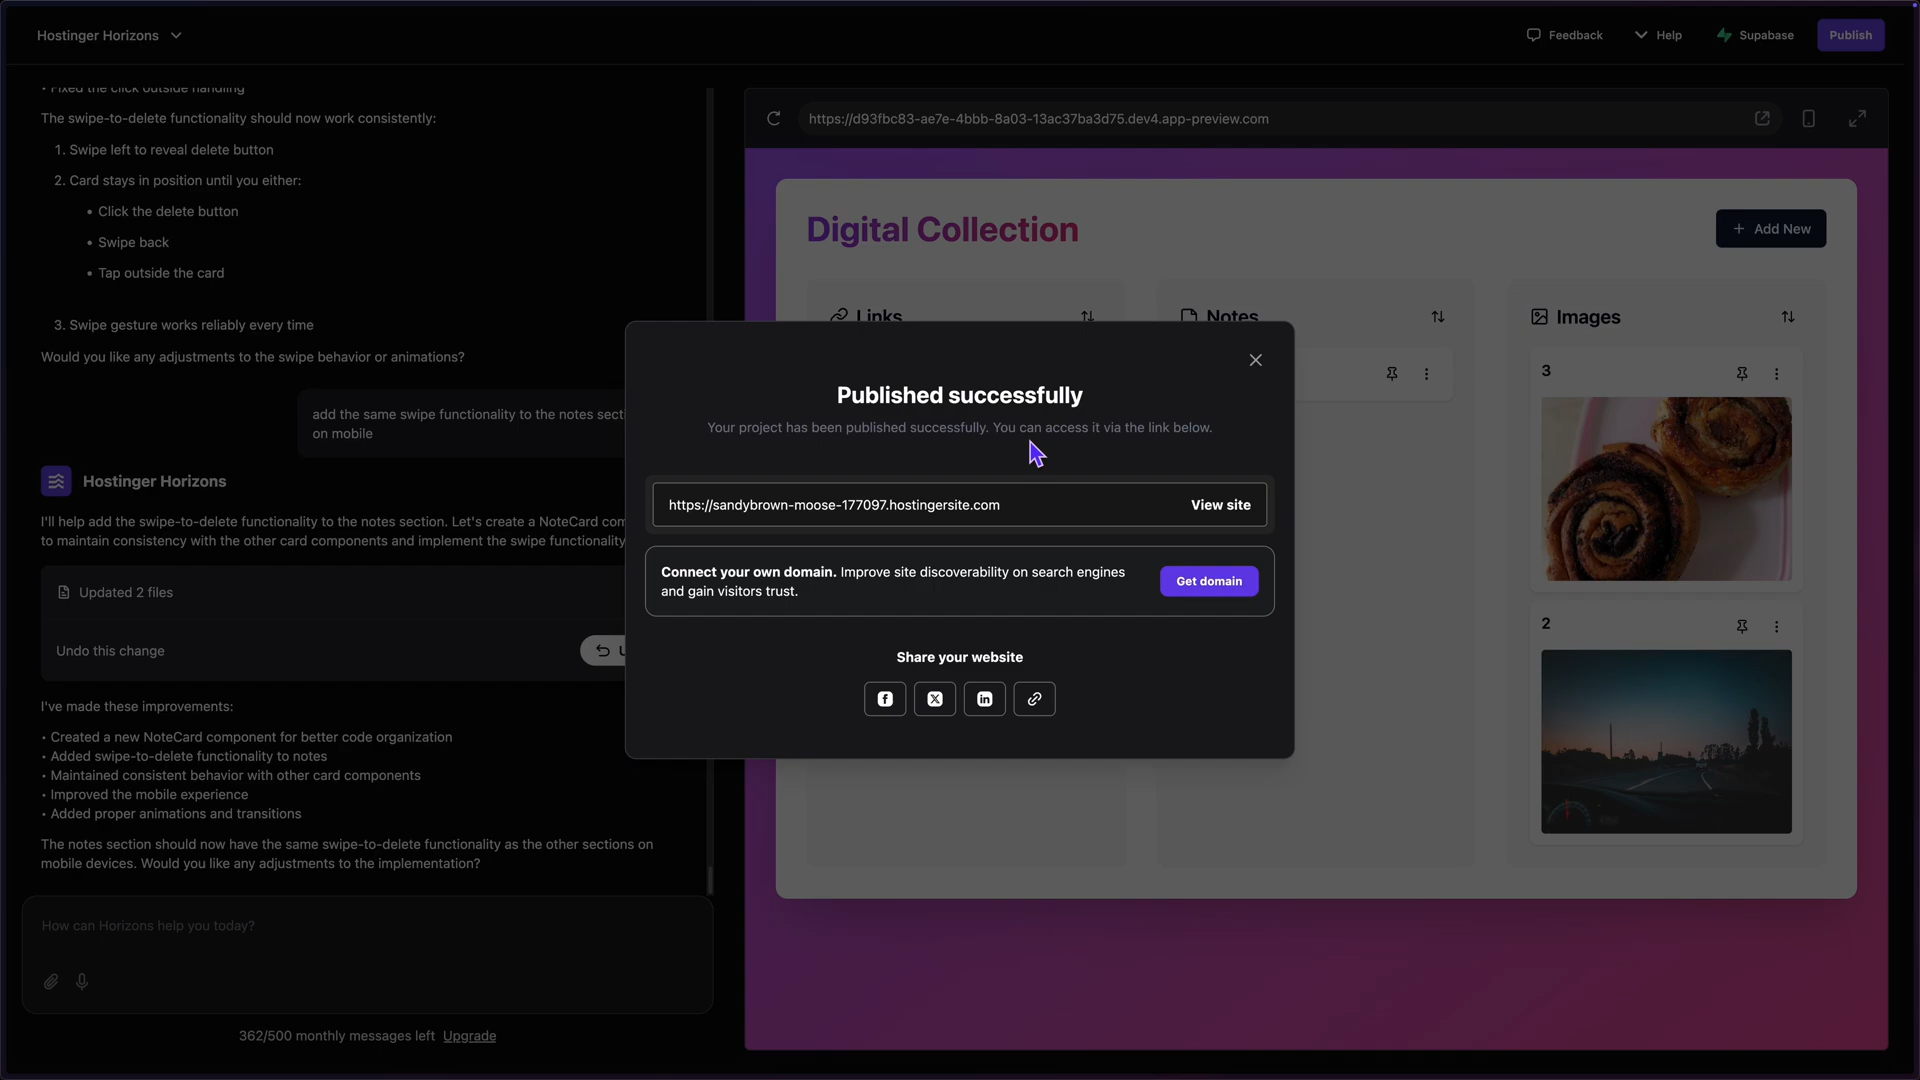 Hostinger Horizons
Feedback
Help
Supabase
Publish
• Fixed the click outside handling
The swipe-to-delete functionality should now work consistently:
1. Swipe left to reveal delete button
2. Card stays in position until you either:
• Click the delete button
• Swipe back
• Tap outside the card
3. Swipe gesture works reliably every time
Would you like any adjustments to the swipe behavior or animations?
add the same swipe functionality to the notes secti
on mobile
Hostinger Horizons
I'll help add the swipe-to-delete functionality to the notes section. Let's create a NoteCard com
to maintain consistency with the other card components and implement the swipe functionality
Updated 2 files
Undo this change
I've made these improvements:
• Created a new NoteCard component for better code organization
• Added swipe-to-delete functionality to notes
• Maintained consistent behavior with other card components
• Improved the mobile experience
• Added proper animations and transitions
The notes section should now have the same swipe-to-delete functionality as the other sections on
mobile devices. Would you like any adjustments to the implementation?
How can Horizons help you today?
362/500 monthly messages left Upgrade
https://d93fbc83-ae7e-4bbb-8a03-13ac37ba3d75.dev4.app-preview.com
Digital Collection
+ Add New
Links
Notes
Images
3
2
Published successfully
Your project has been published successfully. You can access it via the link below.
https://sandybrown-moose-177097.hostingersite.com
View site
Connect your own domain. Improve site discoverability on search engines
and gain visitors trust.
Get domain
Share your website